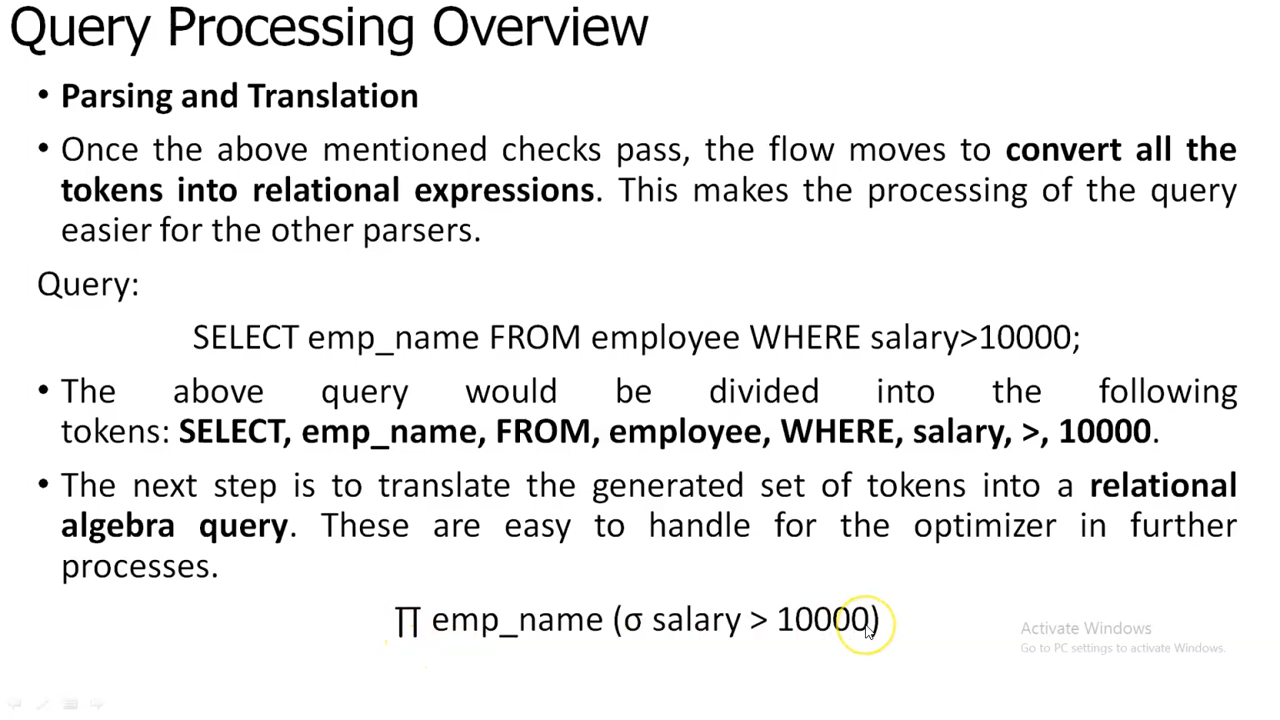 Query Processing Overview
• Parsing and Translation
• Once the above mentioned checks pass, the flow moves to convert all the
tokens into relational expressions. This makes the processing of the query
easier for the other parsers.
Query:
SELECT emp_name FROM employee WHERE salary>10000;
• The above query would be divided into the following
tokens: SELECT, emp_name, FROM, employee, WHERE, salary, >, 10000.
• The next step is to translate the generated set of tokens into a relational
algebra query. These are easy to handle for the optimizer in further
processes.
∏ emp_name (σ salary > 10000)
Activate Windows
Go to PC settings to activate Windows.